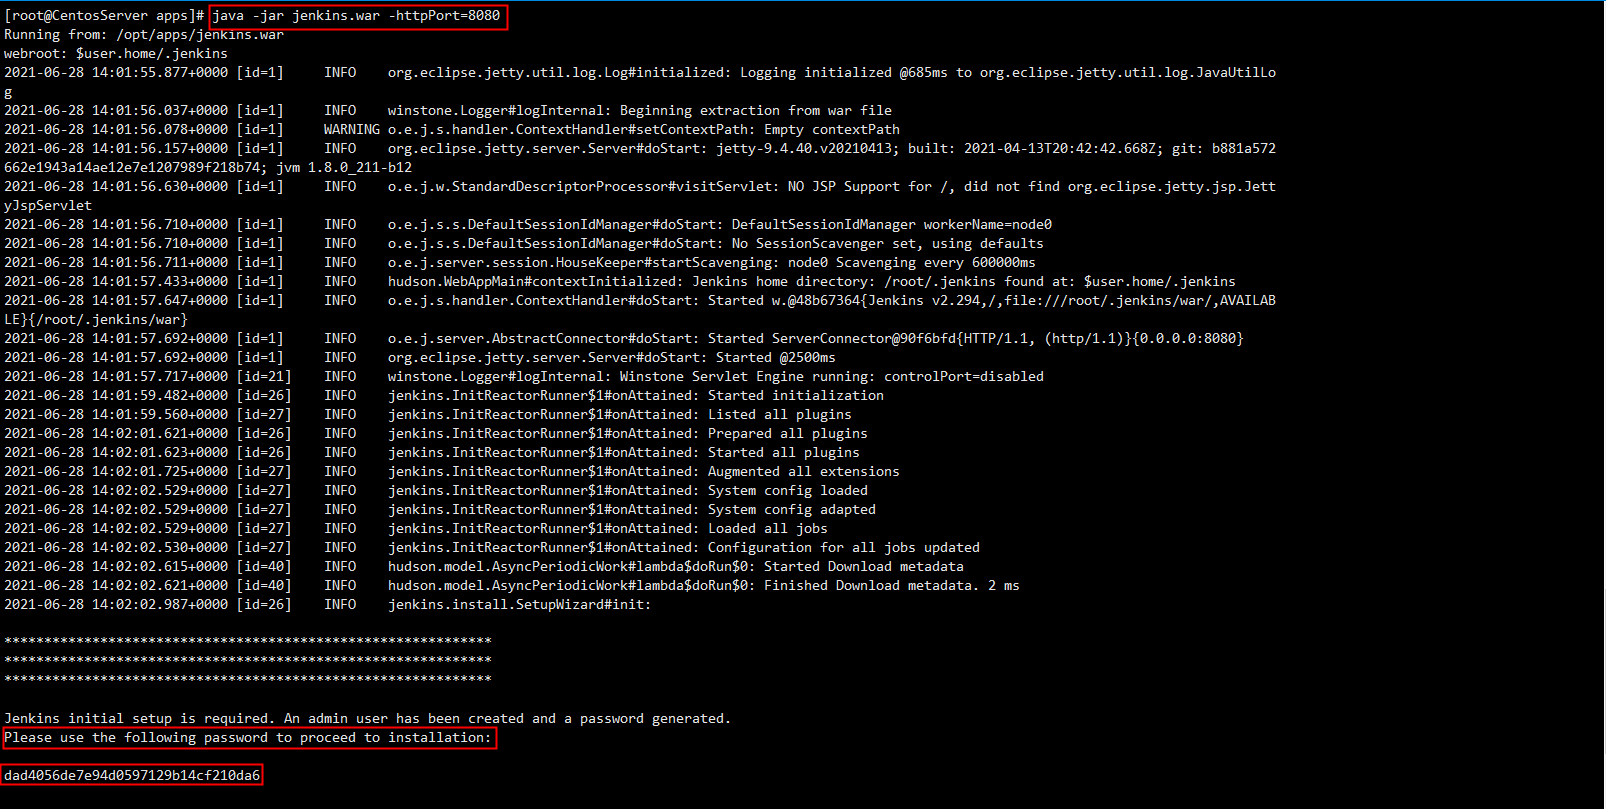 [root@CentosServer apps]# java -jar jenkins.war -httpPort=8080
Running from: /opt/apps/jenkins.war
webroot: $user.home/.jenkins
2021-06-28 14:01:55.877+0000 [id=1]     INFO    org.eclipse.jetty.util.log.Log#initialized: Logging initialized @685ms to org.eclipse.jetty.util.log.JavaUtilLo
g
2021-06-28 14:01:56.037+0000 [id=1]     INFO    winstone.Logger#logInternal: Beginning extraction from war file
2021-06-28 14:01:56.078+0000 [id=1]     WARNING o.e.j.s.handler.ContextHandler#setContextPath: Empty contextPath
2021-06-28 14:01:56.157+0000 [id=1]     INFO    org.eclipse.jetty.server.Server#doStart: jetty-9.4.40.v20210413; built: 2021-04-13T20:42:42.668Z; git: b881a572
662e1943a14ae12e7e1207989f218b74; jvm 1.8.0_211-b12
2021-06-28 14:01:56.630+0000 [id=1]     INFO    o.e.j.w.StandardDescriptorProcessor#visitServlet: NO JSP Support for /, did not find org.eclipse.jetty.jsp.Jett
yJspServlet
2021-06-28 14:01:56.710+0000 [id=1]     INFO    o.e.j.s.s.DefaultSessionIdManager#doStart: DefaultSessionIdManager workerName=node0
2021-06-28 14:01:56.710+0000 [id=1]     INFO    o.e.j.s.s.DefaultSessionIdManager#doStart: No SessionScavenger set, using defaults
2021-06-28 14:01:56.711+0000 [id=1]     INFO    o.e.j.server.session.HouseKeeper#startScavenging: node0 Scavenging every 600000ms
2021-06-28 14:01:57.433+0000 [id=1]     INFO    hudson.WebAppMain#contextInitialized: Jenkins home directory: /root/.jenkins found at: $user.home/.jenkins
2021-06-28 14:01:57.647+0000 [id=1]     INFO    o.e.j.s.handler.ContextHandler#doStart: Started w.@48b67364{Jenkins v2.294,/,file:///root/.jenkins/war/,AVAILAB
LE}{/root/.jenkins/war}
2021-06-28 14:01:57.692+0000 [id=1]     INFO    o.e.j.server.AbstractConnector#doStart: Started ServerConnector@90f6bfd{HTTP/1.1, (http/1.1)}{0.0.0.0:8080}
2021-06-28 14:01:57.692+0000 [id=1]     INFO    org.eclipse.jetty.server.Server#doStart: Started @2500ms
2021-06-28 14:01:57.717+0000 [id=21]    INFO    winstone.Logger#logInternal: Winstone Servlet Engine running: controlPort=disabled
2021-06-28 14:01:59.482+0000 [id=26]    INFO    jenkins.InitReactorRunner$1#onAttained: Started initialization
2021-06-28 14:01:59.560+0000 [id=27]    INFO    jenkins.InitReactorRunner$1#onAttained: Listed all plugins
2021-06-28 14:02:01.621+0000 [id=26]    INFO    jenkins.InitReactorRunner$1#onAttained: Prepared all plugins
2021-06-28 14:02:01.623+0000 [id=26]    INFO    jenkins.InitReactorRunner$1#onAttained: Started all plugins
2021-06-28 14:02:01.725+0000 [id=27]    INFO    jenkins.InitReactorRunner$1#onAttained: Augmented all extensions
2021-06-28 14:02:02.529+0000 [id=27]    INFO    jenkins.InitReactorRunner$1#onAttained: System config loaded
2021-06-28 14:02:02.529+0000 [id=27]    INFO    jenkins.InitReactorRunner$1#onAttained: System config adapted
2021-06-28 14:02:02.529+0000 [id=27]    INFO    jenkins.InitReactorRunner$1#onAttained: Loaded all jobs
2021-06-28 14:02:02.530+0000 [id=27]    INFO    jenkins.InitReactorRunner$1#onAttained: Configuration for all jobs updated
2021-06-28 14:02:02.615+0000 [id=40]    INFO    hudson.model.AsyncPeriodicWork#lambda$doRun$0: Started Download metadata
2021-06-28 14:02:02.621+0000 [id=40]    INFO    hudson.model.AsyncPeriodicWork#lambda$doRun$0: Finished Download metadata. 2 ms
2021-06-28 14:02:02.987+0000 [id=26]    INFO    jenkins.install.SetupWizard#init:
*************************************************************
*************************************************************
*************************************************************
Jenkins initial setup is required. An admin user has been created and a password generated.
Please use the following password to proceed to installation:
dad4056de7e94d0597129b14cf210da6